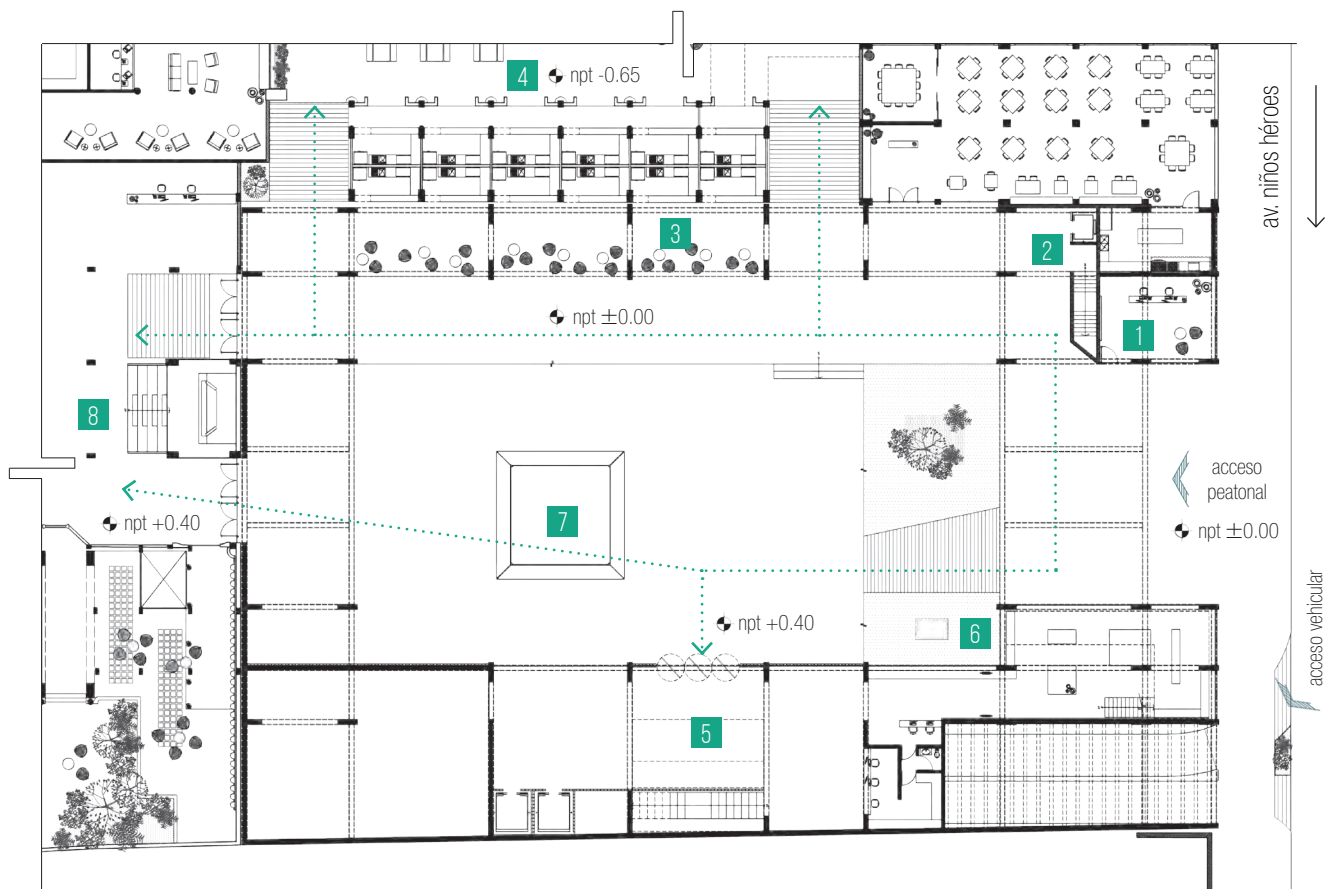 4
npt -0.65
av. niños héroes
3
2
npt ±0.00
1
8
acceso
peatonal
7
npt +0.40
npt ±0.00
acceso vehicular
npt +0.40
6
5